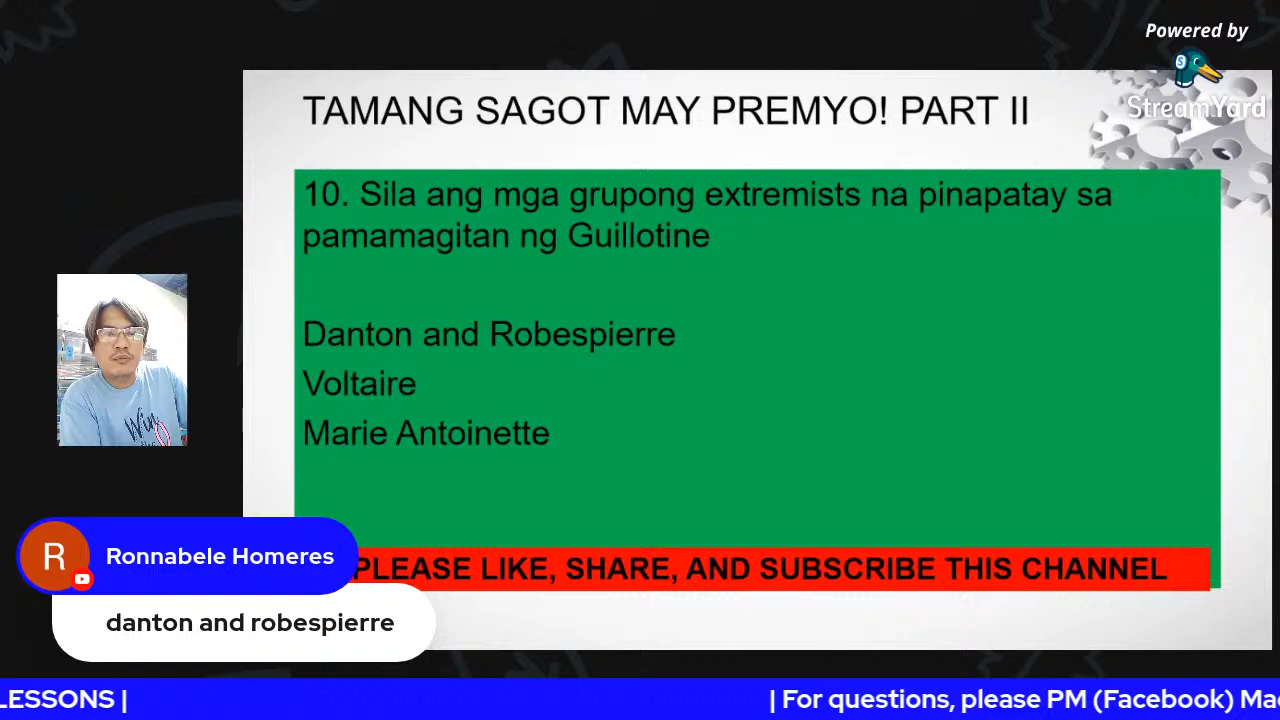 Powered by
StreamYard
TAMANG SAGOT MAY PREMYO! PART II
10. Sila ang mga grupong extremists na pinapatay sa
pamamagitan ng Guillotine
Danton and Robespierre
Voltaire
Marie Antoinette
PLEASE LIKE, SHARE, AND SUBSCRIBE THIS CHANNEL
R
Ronnabele Homeres
danton and robespierre
LESSONS |
| For questions, please PM (Facebook)